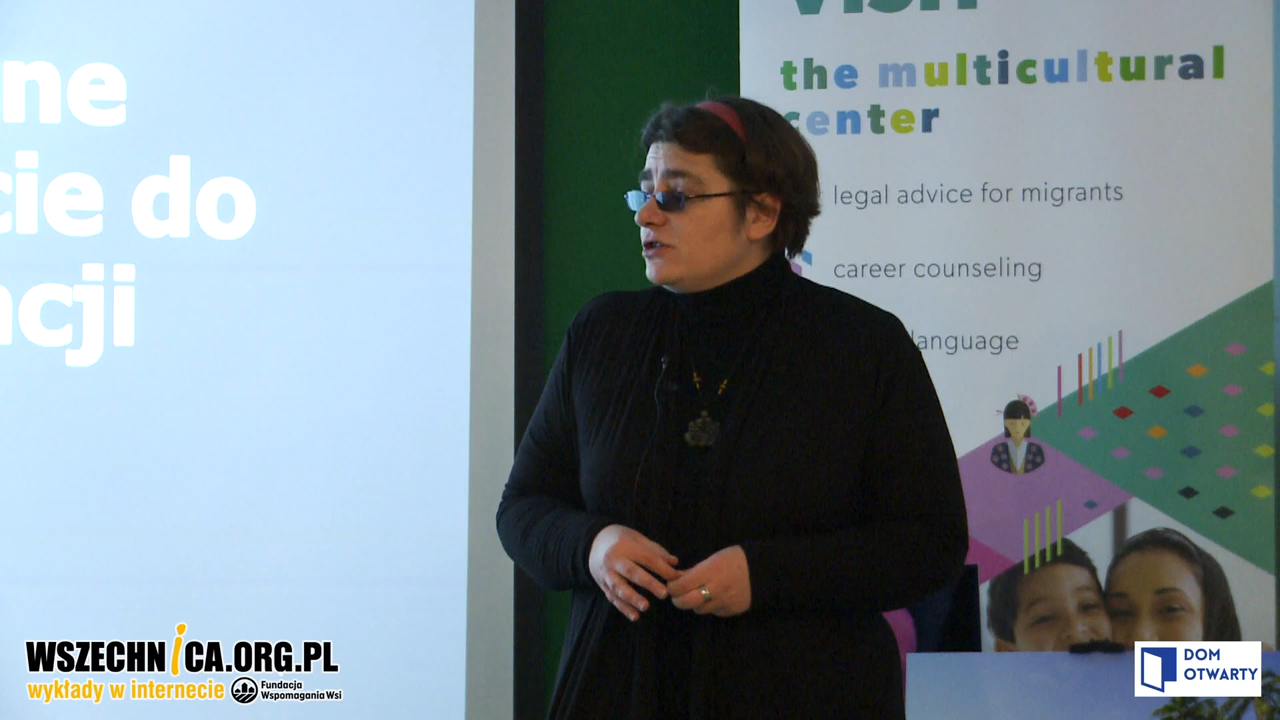 ne
cie do
cji
the multicultural
center
legal advice for migrants
career counseling
language
WSZECHNICA.ORG.PL
wykłady w internecie
Fundacja
Wspomagania Wsi
DOM
OTWARTY